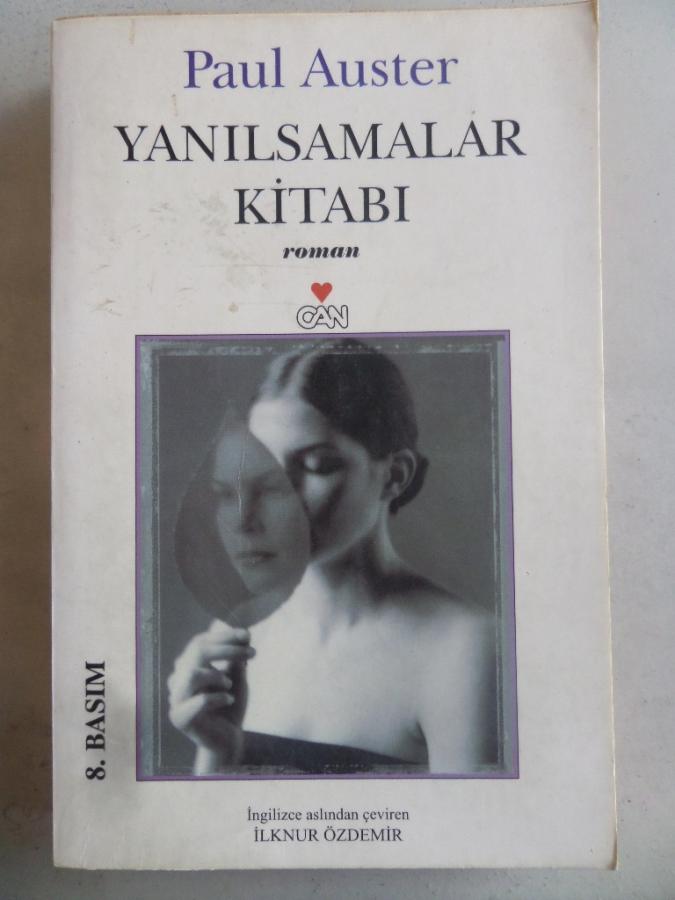 Paul Auster
YANILSAMALAR
KİTABI
roman
CAN
8. BASIM
İngilizce aslından çeviren
İLKNUR ÖZDEMİR